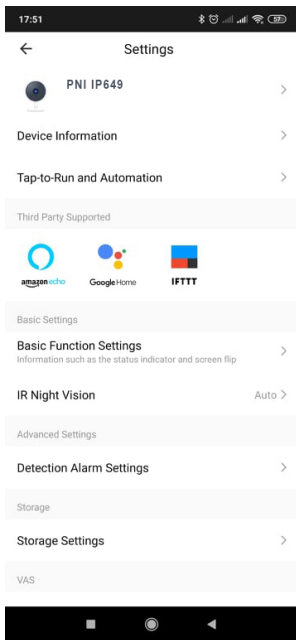 17:51
57
Settings
PNI IP649
Device Information
Tap-to-Run and Automation
Third Party Supported
amazon echo
Google Home
IFTTT
Basic Settings
Basic Function Settings
Information such as the status indicator and screen flip
IR Night Vision
Auto
Advanced Settings
Detection Alarm Settings
Storage
Storage Settings
VAS